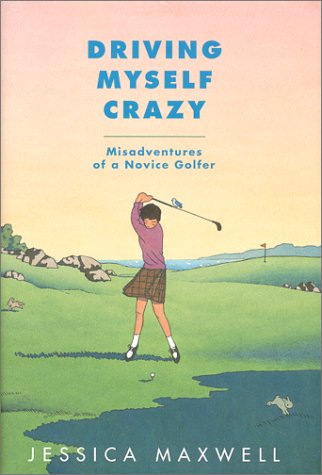 DRIVING
MYSELF
CRAZY
Misadventures
of a Novice Golfer
JESSICA MAXWELL